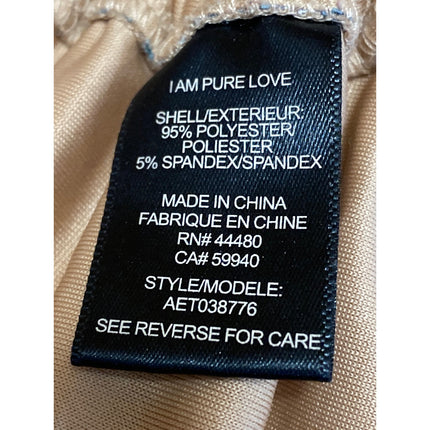 I AM PURE LOVE
SHELL/EXTERIEUR:
95% POLYESTER/
POLIESTER
5% SPANDEX/SPANDEX
MADE IN CHINA
FABRIQUE EN CHINE
RN# 44480
CA# 59940
STYLE/MODELE:
AET038776
SEE REVERSE FOR CARE